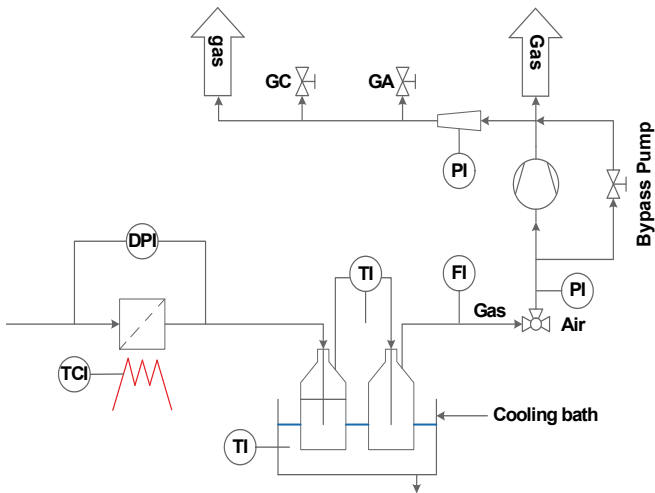 gas
Gas
GC
GA
PI
Bypass Pump
DPI
TI
FI
PI
Gas
Air
TCI
Cooling bath
TI